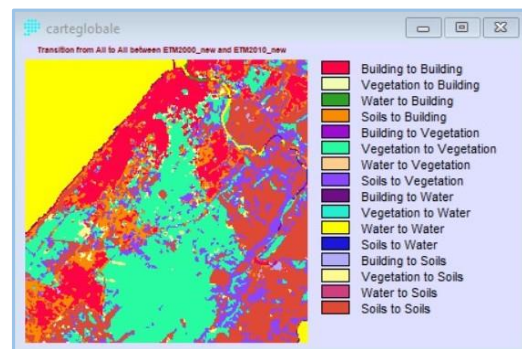 carteglobale
Transition from All to All between ETM2000_new and ETM2010_new
Building to Building
Vegetation to Building
Water to Building
Soils to Building
Building to Vegetation
Vegetation to Vegetation
Water to Vegetation
Soils to Vegetation
Building to Water
Vegetation to Water
Water to Water
Soils to Water
Building to Soils
Vegetation to Soils
Water to Soils
Soils to Soils